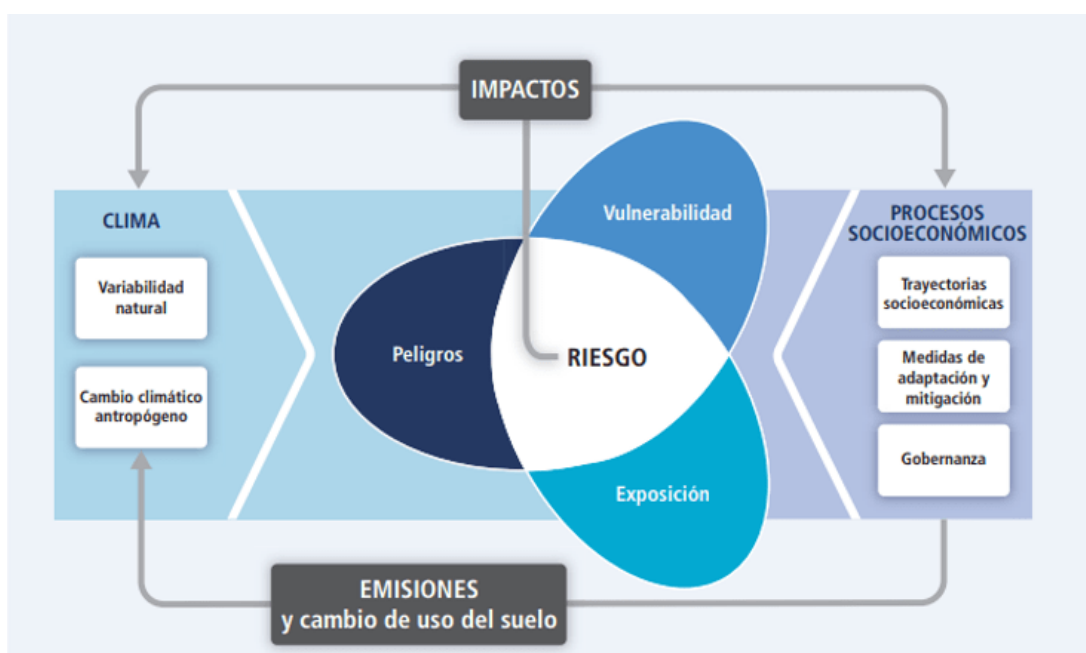 IMPACTOS
CLIMA
Variabilidad
natural
Cambio climático
antropógeno
Peligros
Vulnerabilidad
RIESGO
Exposición
PROCESOS
SOCIOECONÓMICOS
Trayectorias
socioeconómicas
Medidas de
adaptación y
mitigación
Gobernanza
EMISIONES
y cambio de uso del suelo